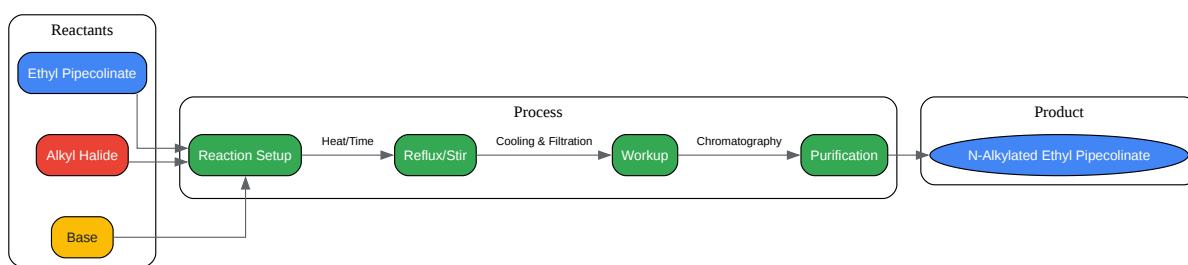 Reactants
Ethyl Pipecolinate
Alkyl Halide
Base
Process
Reaction Setup
Heat/Time
Reflux/Stir
Cooling & Filtration
Workup
Chromatography
Purification
Product
N-Alkylated Ethyl Pipecolinate